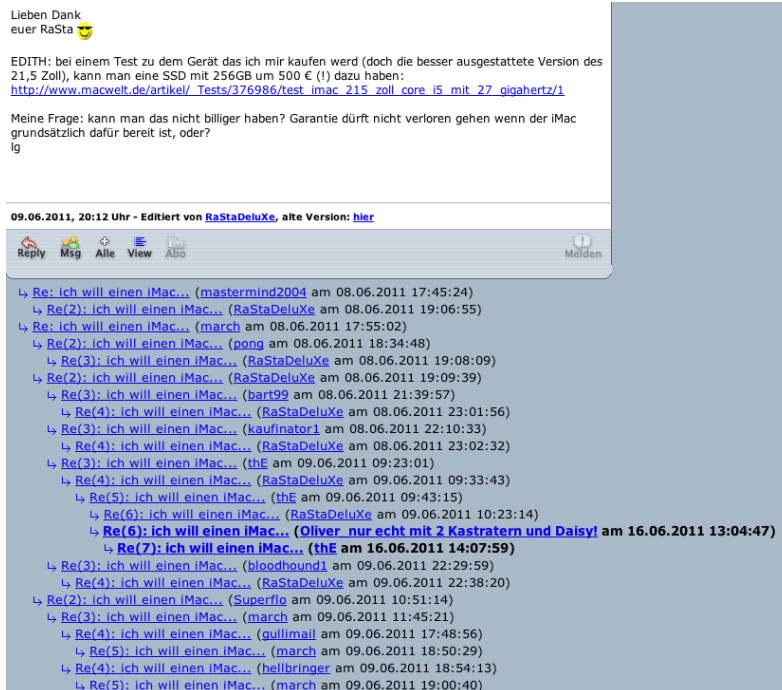 Lieben Dank
euer RaSta
EDITH: bei einem Test zu dem Gerät das ich mir kaufen werd (doch die besser ausgestattete Version des
21,5 Zoll), kann man eine SSD mit 256GB um 500 € (!) dazu haben:
http://www.macwelt.de/artikel/_Tests/376986/test_imac_215_zoll_core_i5_mit_27_gigahertz/1
Meine Frage: kann man das nicht billiger haben? Garantie dürft nicht verloren gehen wenn der iMac
grundsätzlich dafür bereit ist, oder?
lg
09.06.2011, 20:12 Uhr - Editiert von RaStaDeluXe, alte Version: hier
Reply Msg Alle View Abo Melden
Re: ich will einen iMac... (mastermind2004 am 08.06.2011 17:45:24)
Re(2): ich will einen iMac... (RaStaDeluXe am 08.06.2011 19:06:55)
Re: ich will einen iMac... (march am 08.06.2011 17:55:02)
Re(2): ich will einen iMac... (pong am 08.06.2011 18:34:48)
Re(3): ich will einen iMac... (RaStaDeluXe am 08.06.2011 19:08:09)
Re(2): ich will einen iMac... (RaStaDeluXe am 08.06.2011 19:09:39)
Re(3): ich will einen iMac... (bart99 am 08.06.2011 21:39:57)
Re(4): ich will einen iMac... (RaStaDeluXe am 08.06.2011 23:01:56)
Re(3): ich will einen iMac... (kaufinator1 am 08.06.2011 22:10:33)
Re(4): ich will einen iMac... (RaStaDeluXe am 08.06.2011 23:02:32)
Re(3): ich will einen iMac... (thE am 09.06.2011 09:23:01)
Re(4): ich will einen iMac... (RaStaDeluXe am 09.06.2011 09:33:43)
Re(5): ich will einen iMac... (thE am 09.06.2011 09:43:15)
Re(6): ich will einen iMac... (RaStaDeluXe am 09.06.2011 10:23:14)
Re(6): ich will einen iMac... (Oliver_nur echt mit 2 Kastratern und Daisy! am 16.06.2011 13:04:47)
Re(7): ich will einen iMac... (thE am 16.06.2011 14:07:59)
Re(3): ich will einen iMac... (bloodhound1 am 09.06.2011 22:29:59)
Re(4): ich will einen iMac... (RaStaDeluXe am 09.06.2011 22:38:20)
Re(2): ich will einen iMac... (Superflo am 09.06.2011 10:51:14)
Re(3): ich will einen iMac... (march am 09.06.2011 11:45:21)
Re(4): ich will einen iMac... (gullimail am 09.06.2011 17:48:56)
Re(5): ich will einen iMac... (march am 09.06.2011 18:50:29)
Re(4): ich will einen iMac... (hellbringer am 09.06.2011 18:54:13)
Re(5): ich will einen iMac... (march am 09.06.2011 19:00:40)